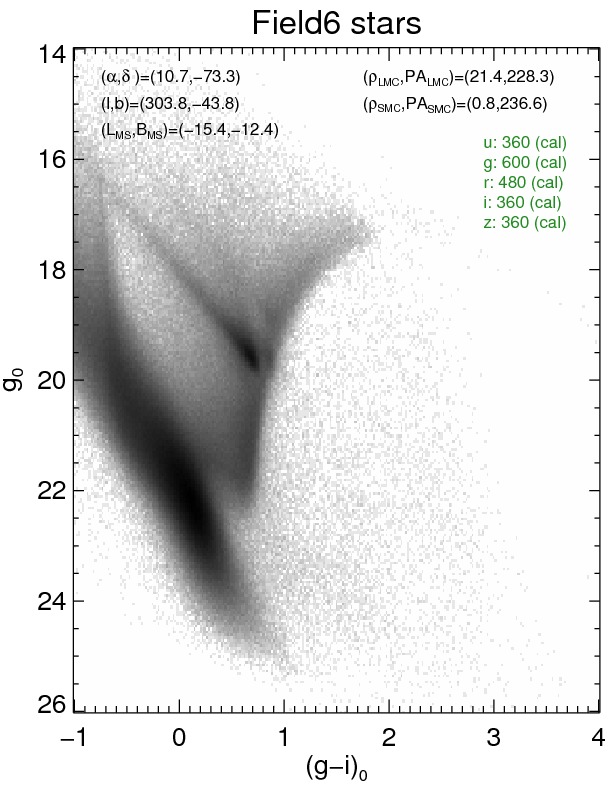 Field6 stars
(α,δ)=(10.7,−73.3)
(ρLMC,PALMC)=(21.4,228.3)
(l,b)=(303.8,−43.8)
(ρSMC,PASMC)=(0.8,236.6)
(LMS,BMS)=(−15.4,−12.4)
u: 360 (cal)
g: 600 (cal)
r: 480 (cal)
i: 360 (cal)
z: 360 (cal)
14
16
18
20
22
24
26
g0
−1 0 1 2 3 4
(g−i)0